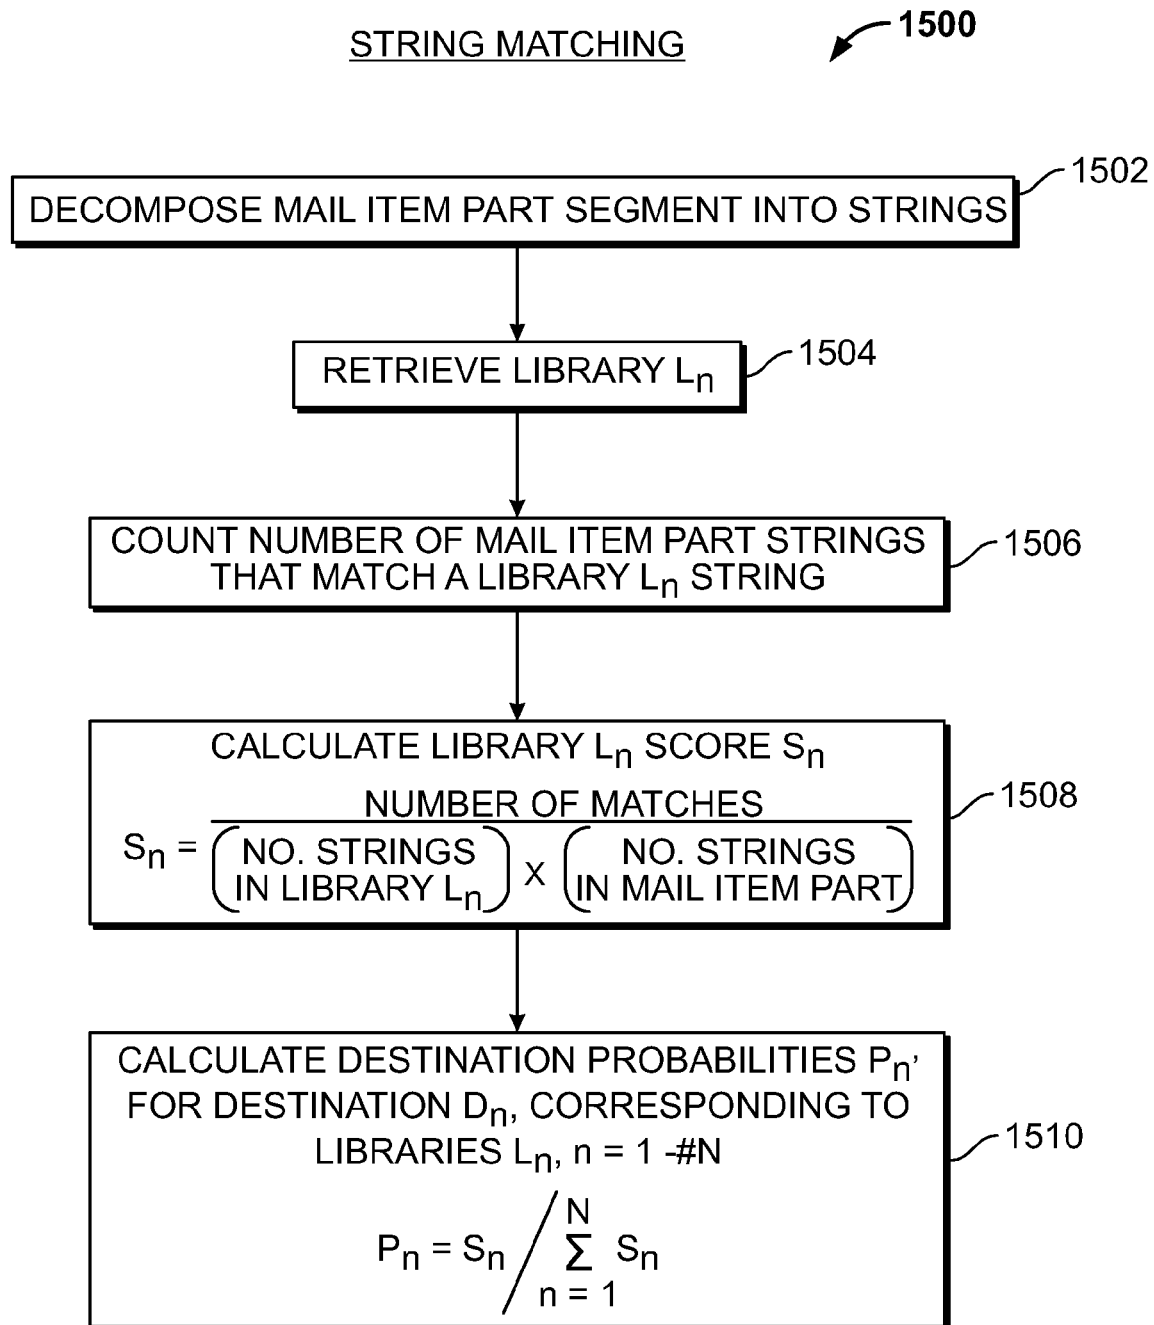 STRING MATCHING
1500
DECOMPOSE MAIL ITEM PART SEGMENT INTO STRINGS
1502
RETRIEVE LIBRARY Ln
1504
COUNT NUMBER OF MAIL ITEM PART STRINGS
THAT MATCH A LIBRARY Ln STRING
1506
CALCULATE LIBRARY Ln SCORE Sn
NUMBER OF MATCHES
Sn = (NO. STRINGS IN LIBRARY Ln) X (NO. STRINGS IN MAIL ITEM PART)
1508
CALCULATE DESTINATION PROBABILITIES Pn,
FOR DESTINATION Dn, CORRESPONDING TO
LIBRARIES Ln, n = 1 -#N
Pn = Sn / N Σ n = 1 Sn
1510